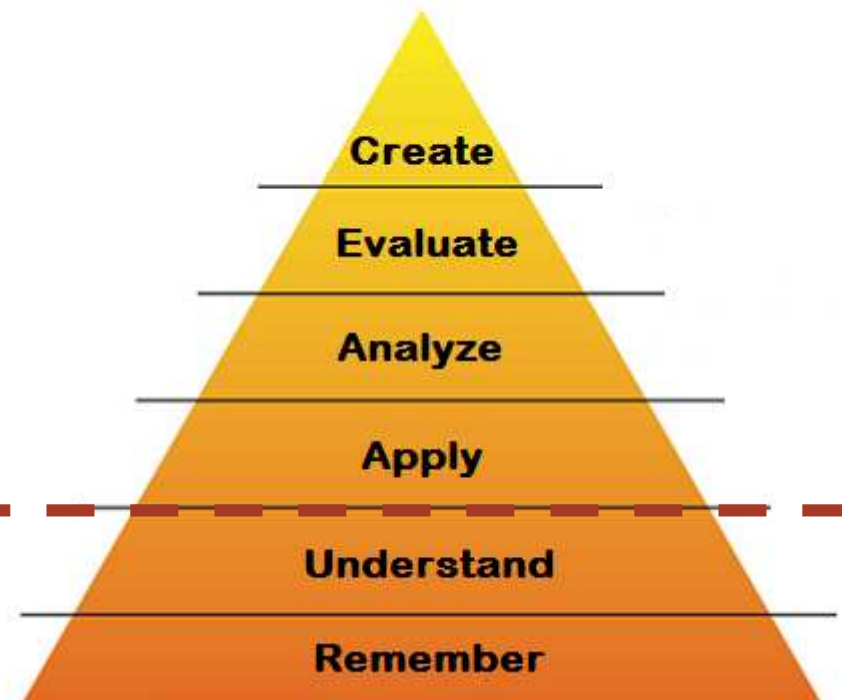 Create
Evaluate
Analyze
Apply
Understand
Remember